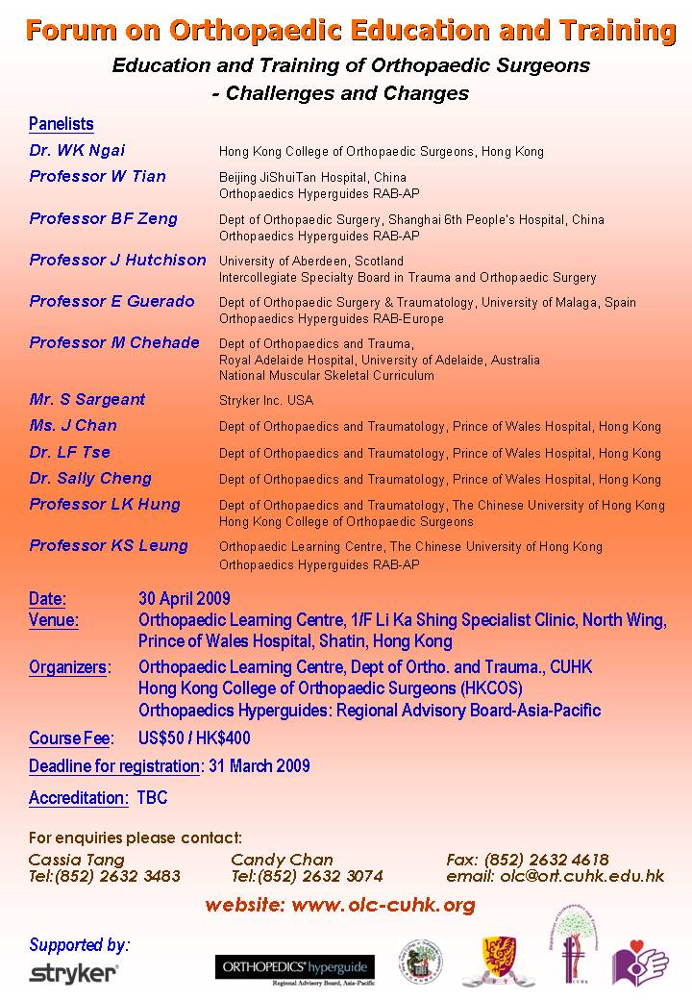 Forum on Orthopaedic Education and Training
Education and Training of Orthopaedic Surgeons
- Challenges and Changes
Panelists
Dr. WK Ngai Hong Kong College of Orthopaedic Surgeons, Hong Kong
Professor W Tian Beijing JiShuiTan Hospital, China
Orthopaedics Hyperguides RAB-AP
Professor BF Zeng Dept of Orthopaedic Surgery, Shanghai 6th People's Hospital, China
Orthopaedics Hyperguides RAB-AP
Professor J Hutchison University of Aberdeen, Scotland
Intercollegiate Specialty Board in Trauma and Orthopaedic Surgery
Professor E Guerado Dept of Orthopaedic Surgery & Traumatology, University of Malaga, Spain
Orthopaedics Hyperguides RAB-Europe
Professor M Chehade Dept of Orthopaedics and Trauma,
Royal Adelaide Hospital, University of Adelaide, Australia
National Muscular Skeletal Curriculum
Mr. S Sargeant Stryker Inc. USA
Ms. J Chan Dept of Orthopaedics and Traumatology, Prince of Wales Hospital, Hong Kong
Dr. LF Tse Dept of Orthopaedics and Traumatology, Prince of Wales Hospital, Hong Kong
Dr. Sally Cheng Dept of Orthopaedics and Traumatology, Prince of Wales Hospital, Hong Kong
Professor LK Hung Dept of Orthopaedics and Traumatology, The Chinese University of Hong Kong
Hong Kong College of Orthopaedic Surgeons
Professor KS Leung Orthopaedic Learning Centre, The Chinese University of Hong Kong
Orthopaedics Hyperguides RAB-AP
Date: 30 April 2009
Venue: Orthopaedic Learning Centre, 1/F Li Ka Shing Specialist Clinic, North Wing,
Prince of Wales Hospital, Shatin, Hong Kong
Organizers: Orthopaedic Learning Centre, Dept of Ortho. and Trauma., CUHK
Hong Kong College of Orthopaedic Surgeons (HKCOS)
Orthopaedics Hyperguides: Regional Advisory Board-Asia-Pacific
Course Fee: US$50 / HK$400
Deadline for registration: 31 March 2009
Accreditation: TBC
For enquiries please contact:
Cassia Tang Candy Chan Fax: (852) 2632 4618
Tel:(852) 2632 3483 Tel:(852) 2632 3074 email: olc@ort.cuhk.edu.hk
website: www.olc-cuhk.org
Supported by:
stryker
ORTHOPEDICS hyperguide
Regional Advisory Board, Asia-Pacific
Department of Orthopaedics and Traumatology
CUHK